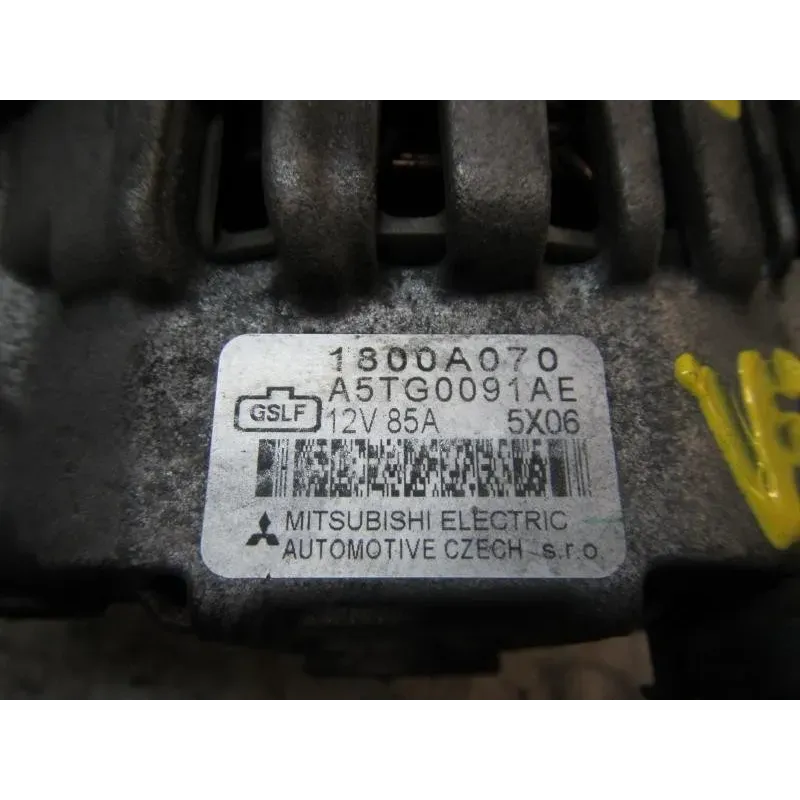 1800A070
A5TG0091AE
GSLF
12V 85A 5X06
MITSUBISHI ELECTRIC
AUTOMOTIVE CZECH s.r.o